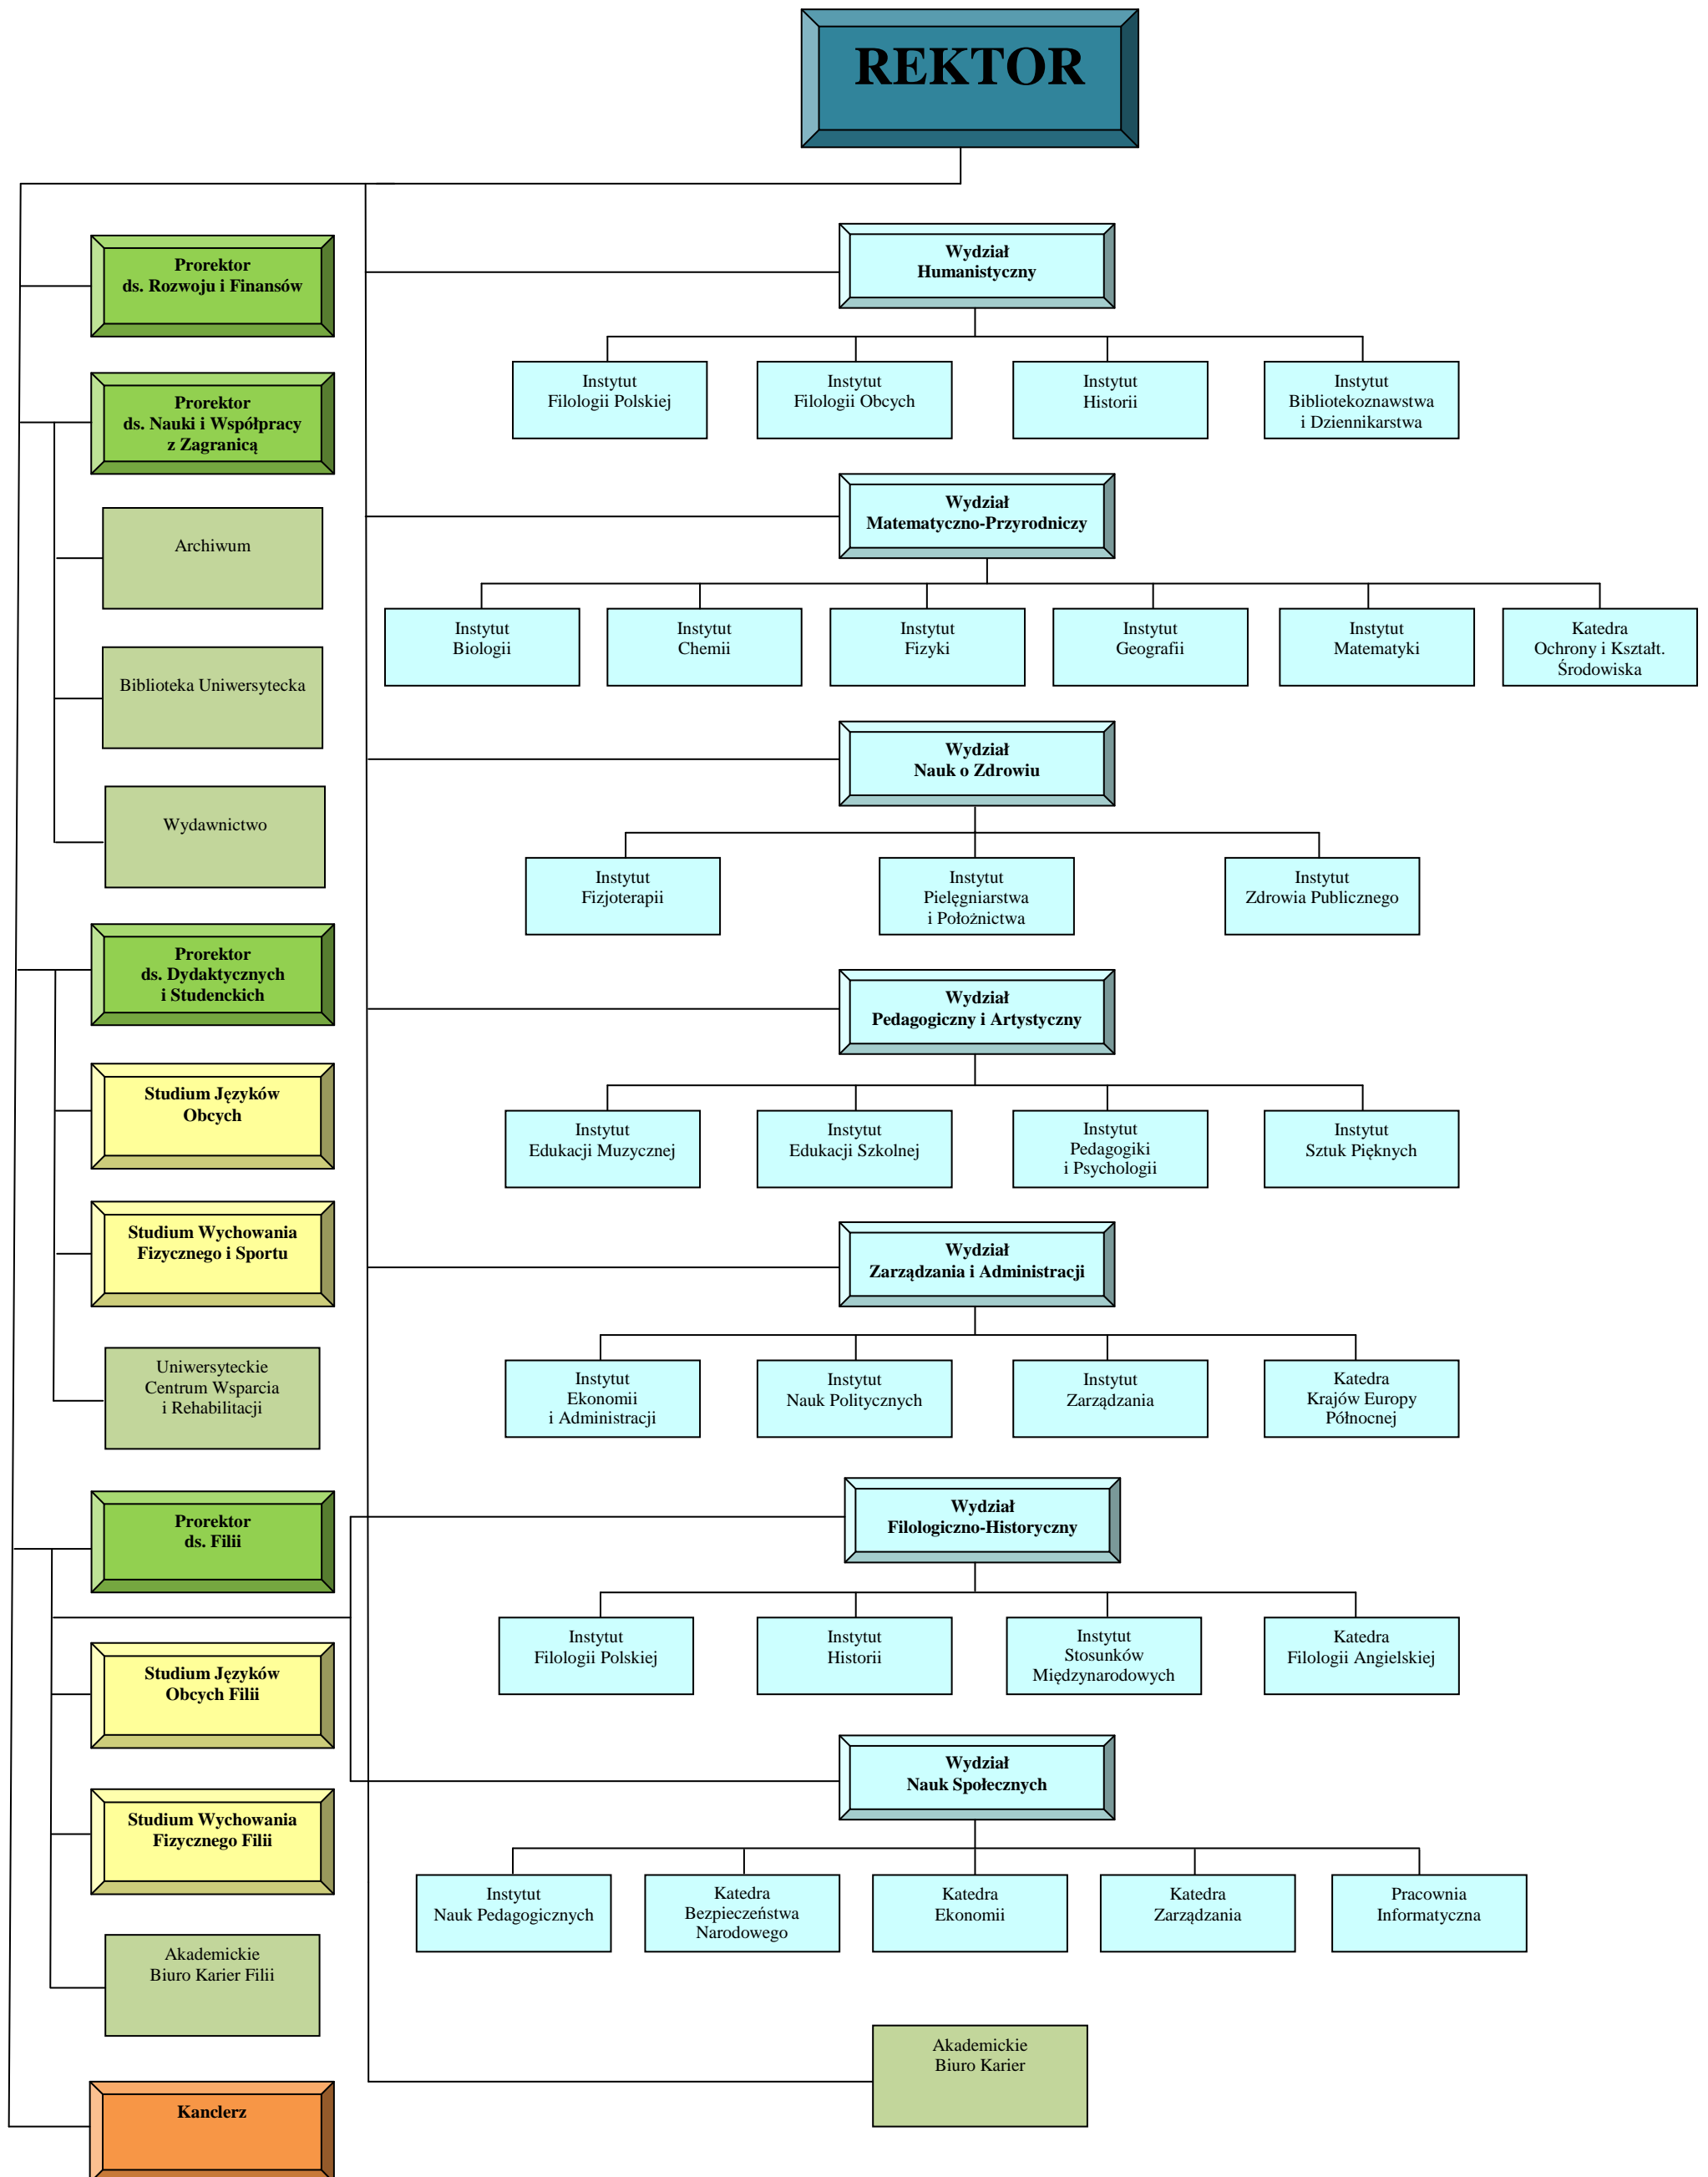 REKTOR
Prorektor
ds. Rozwoju i Finansów
Prorektor
ds. Nauki i Współpracy
z Zagranicą
Archiwum
Biblioteka Uniwersytecka
Wydawnictwo
Prorektor
ds. Dydaktycznych
i Studenckich
Studium Języków
Obcych
Studium Wychowania
Fizycznego i Sportu
Uniwersyteckie
Centrum Wsparcia
i Rehabilitacji
Prorektor
ds. Filii
Studium Języków
Obcych Filii
Studium Wychowania
Fizycznego Filii
Akademickie
Biuro Karier Filii
Kanclerz
Wydział
Humanistyczny
Instytut
Filologii Polskiej
Instytut
Filologii Obcych
Instytut
Historii
Instytut
Bibliotekoznawstwa
i Dziennikarstwa
Wydział
Matematyczno-Przyrodniczy
Instytut
Biologii
Instytut
Chemii
Instytut
Fizyki
Instytut
Geografii
Instytut
Matematyki
Katedra
Ochrony i Kształt.
Środowiska
Wydział
Nauk o Zdrowiu
Instytut
Fizjoterapii
Instytut
Pielęgniarstwa
i Położnictwa
Instytut
Zdrowia Publicznego
Wydział
Pedagogiczny i Artystyczny
Instytut
Edukacji Muzycznej
Instytut
Edukacji Szkolnej
Instytut
Pedagogiki
i Psychologii
Instytut
Sztuk Pięknych
Wydział
Zarządzania i Administracji
Instytut
Ekonomii
i Administracji
Instytut
Nauk Politycznych
Instytut
Zarządzania
Katedra
Krajów Europy
Północnej
Wydział
Filologiczno-Historyczny
Instytut
Filologii Polskiej
Instytut
Historii
Instytut
Stosunków
Międzynarodowych
Katedra
Filologii Angielskiej
Wydział
Nauk Społecznych
Instytut
Nauk Pedagogicznych
Katedra
Bezpieczeństwa
Narodowego
Katedra
Ekonomii
Katedra
Zarządzania
Pracownia
Informatyczna
Akademickie
Biuro Karier